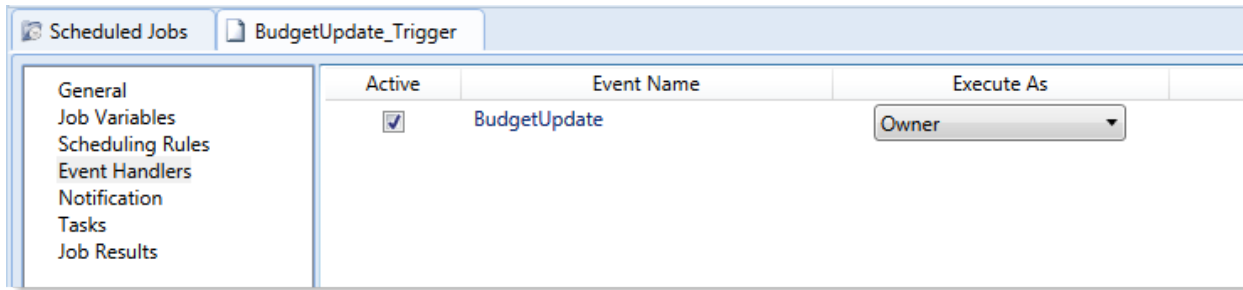 Scheduled Jobs BudgetUpdate_Trigger
General
Job Variables
Scheduling Rules
Event Handlers
Notification
Tasks
Job Results
Active Event Name Execute As
BudgetUpdate Owner